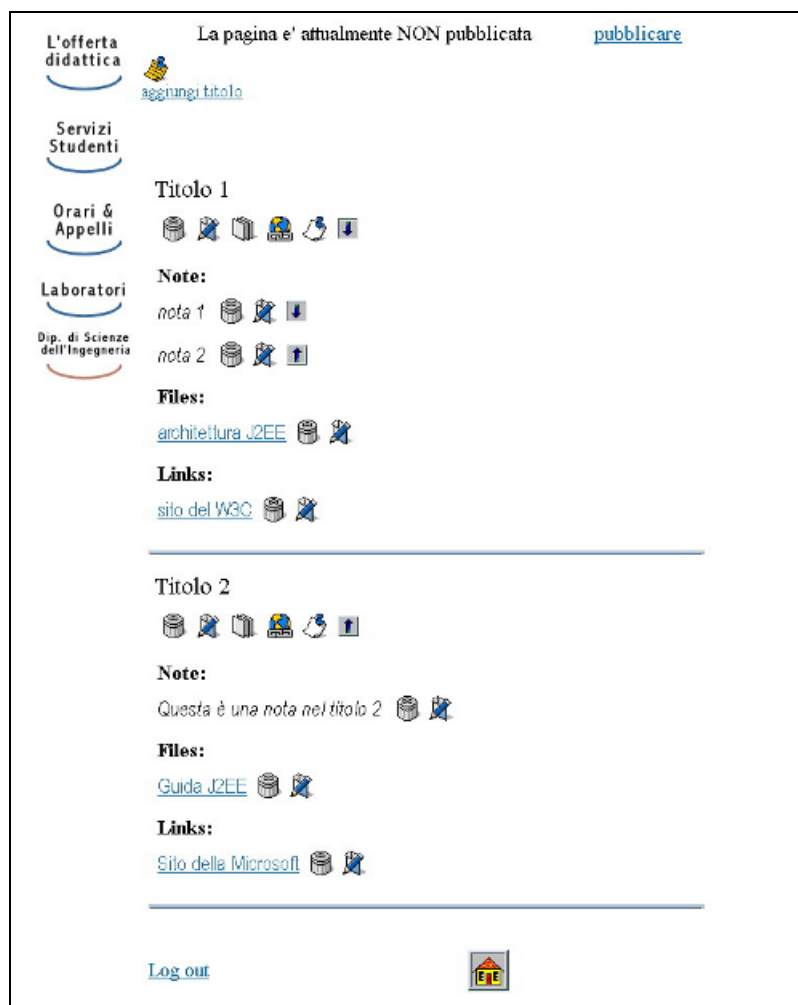 La pagina e' attualmente NON pubblicata pubblicare
aggiungi titolo
L'offerta
didattica
Servizi
Studenti
Orari &
Appelli
Laboratori
Dip. di Scienze
dell'Ingegneria
Titolo 1
Note:
nota 1
nota 2
Files:
architettura J2EE
Links:
sito del W3C
Titolo 2
Note:
Questa è una nota nel titolo 2
Files:
Guida J2EE
Links:
Sito della Microsoft
Log out